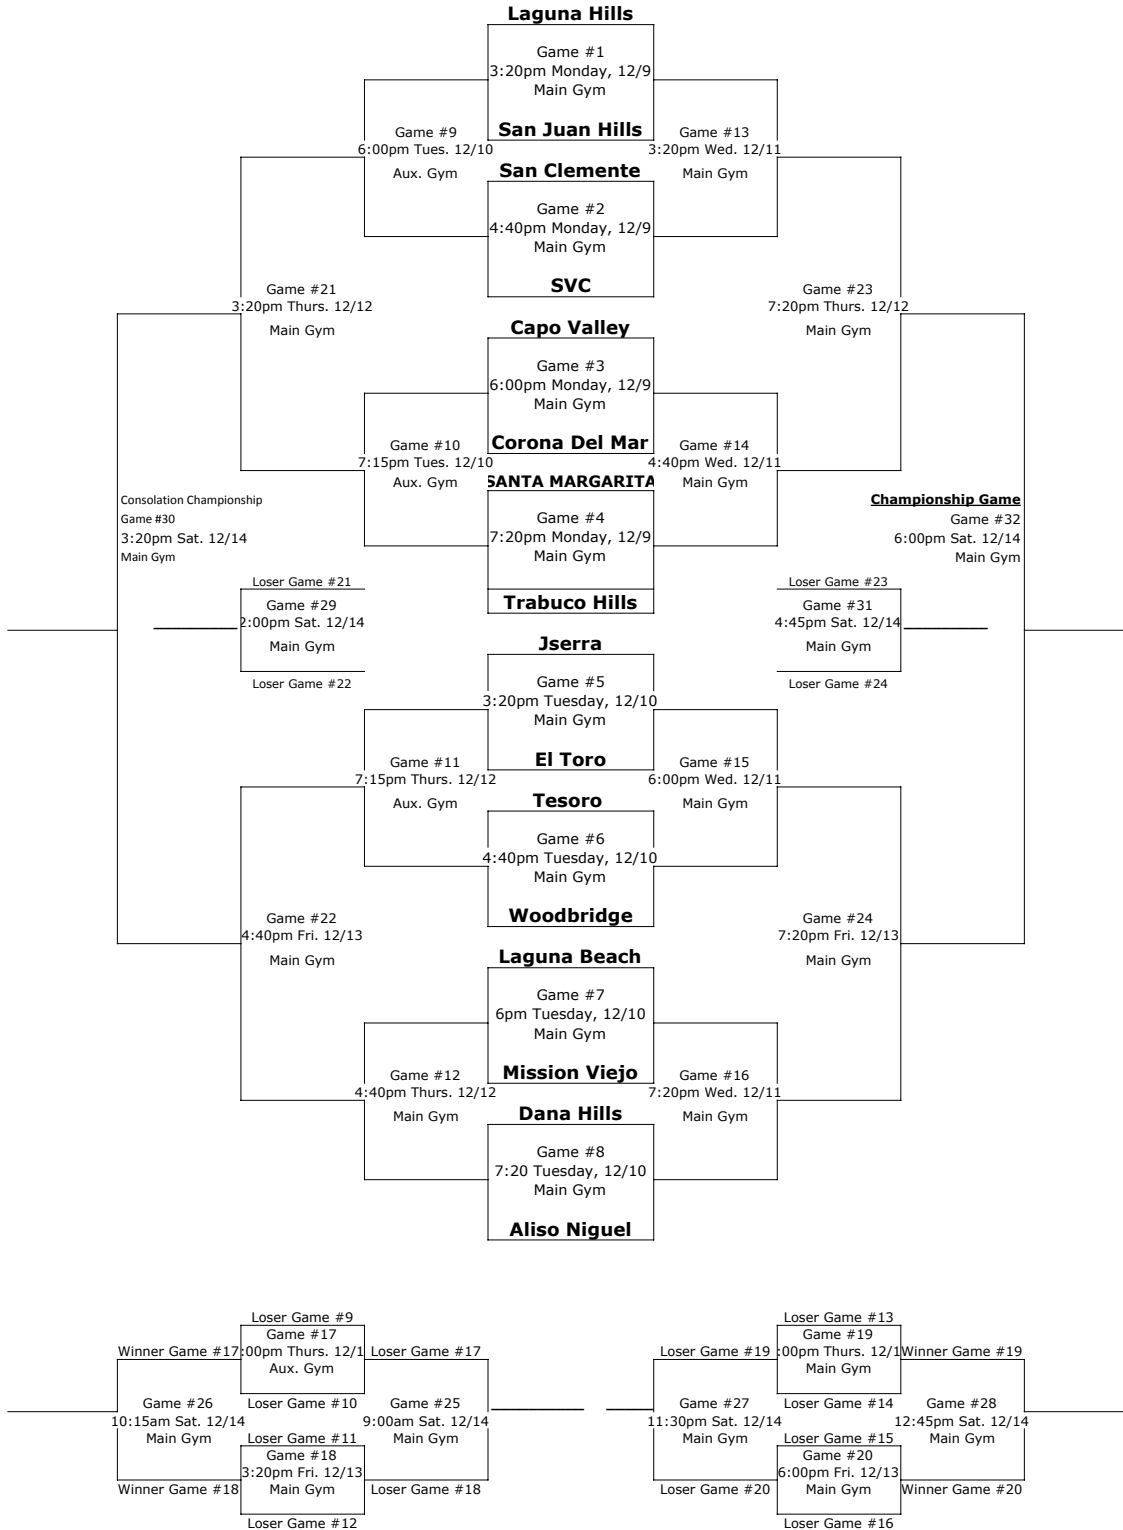 Laguna Hills
Game #1
3:20pm Monday, 12/9
Main Gym
San Juan Hills
Game #9
6:00pm Tues. 12/10
Aux. Gym
Game #13
3:20pm Wed. 12/11
Main Gym
San Clemente
Game #2
4:40pm Monday, 12/9
Main Gym
SVC
Game #21
3:20pm Thurs. 12/12
Main Gym
Game #23
7:20pm Thurs. 12/12
Main Gym
Capo Valley
Game #3
6:00pm Monday, 12/9
Main Gym
Corona Del Mar
Game #10
7:15pm Tues. 12/10
Aux. Gym
Game #14
4:40pm Wed. 12/11
Main Gym
SANTA MARGARITA
Game #4
7:20pm Monday, 12/9
Main Gym
Trabuco Hills
Consolation Championship
Game #30
3:20pm Sat. 12/14
Main Gym
Championship Game
Game #32
6:00pm Sat. 12/14
Main Gym
Loser Game #21
Game #29
2:00pm Sat. 12/14
Main Gym
Loser Game #22
Loser Game #23
Game #31
4:45pm Sat. 12/14
Main Gym
Loser Game #24
Jserra
Game #5
3:20pm Tuesday, 12/10
Main Gym
El Toro
Game #11
7:15pm Thurs. 12/12
Aux. Gym
Game #15
6:00pm Wed. 12/11
Main Gym
Tesoro
Game #6
4:40pm Tuesday, 12/10
Main Gym
Woodbridge
Game #22
4:40pm Fri. 12/13
Main Gym
Game #24
7:20pm Fri. 12/13
Main Gym
Laguna Beach
Game #7
6pm Tuesday, 12/10
Main Gym
Mission Viejo
Game #12
4:40pm Thurs. 12/12
Main Gym
Game #16
7:20pm Wed. 12/11
Main Gym
Dana Hills
Game #8
7:20 Tuesday, 12/10
Main Gym
Aliso Niguel
Loser Game #9
Game #17
:00pm Thurs. 12/1
Aux. Gym
Loser Game #10
Winner Game #17
Loser Game #17
Game #26
10:15am Sat. 12/14
Main Gym
Game #25
9:00am Sat. 12/14
Main Gym
Loser Game #11
Game #18
3:20pm Fri. 12/13
Main Gym
Loser Game #12
Winner Game #18
Loser Game #18
Loser Game #13
Game #19
:00pm Thurs. 12/1
Main Gym
Loser Game #14
Loser Game #19
Winner Game #19
Game #27
11:30pm Sat. 12/14
Main Gym
Game #28
12:45pm Sat. 12/14
Main Gym
Loser Game #15
Game #20
6:00pm Fri. 12/13
Main Gym
Loser Game #16
Loser Game #20
Winner Game #20